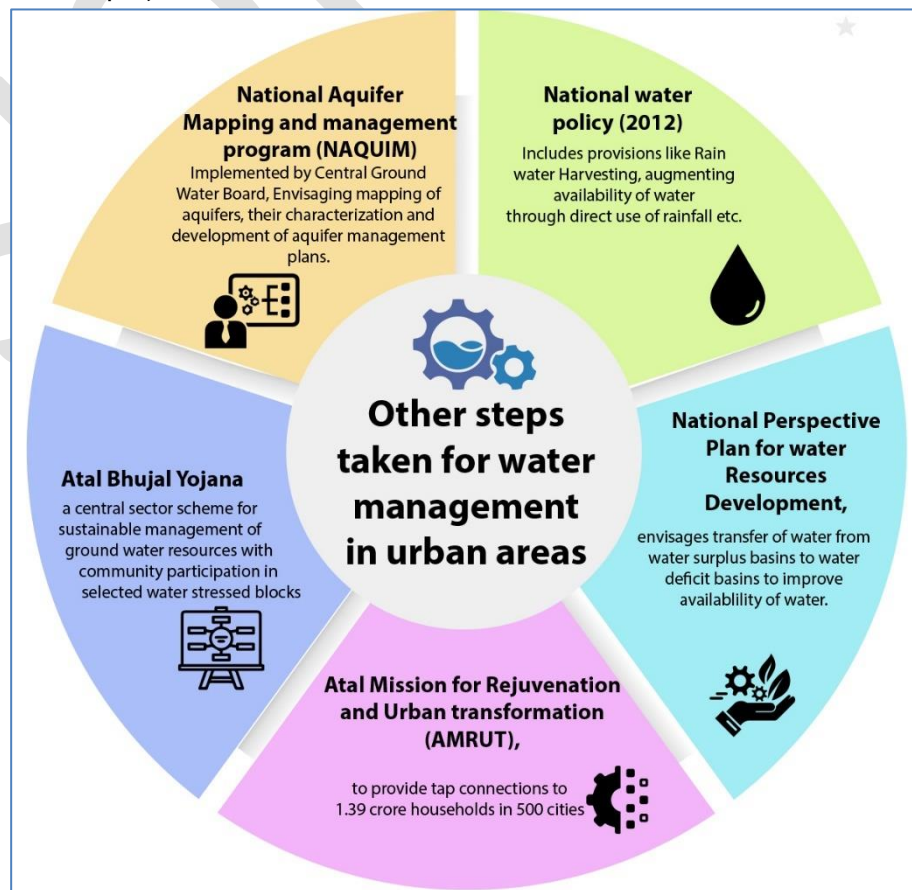 National Aquifer
Mapping and management
program (NAQUIM)
Implemented by Central Ground
Water Board, Envisaging mapping of
aquifers, their characterization and
development of aquifer management
plans.
National water
policy (2012)
Includes provisions like Rain
water Harvesting, augmenting
availability of water
through direct use of rainfall etc.
Other steps
taken for water
management
in urban areas
National Perspective
Plan for water
Resources
Development,
envisages transfer of water from
water surplus basins to water
deficit basins to improve
availablility of water.
Atal Bhujal Yojana
a central sector scheme for
sustainable management of
ground water resources with
community participation in
selected water stressed blocks
Atal Mission for Rejuvenation
and Urban transformation
(AMRUT),
to provide tap connections to
1.39 crore households in 500 cities